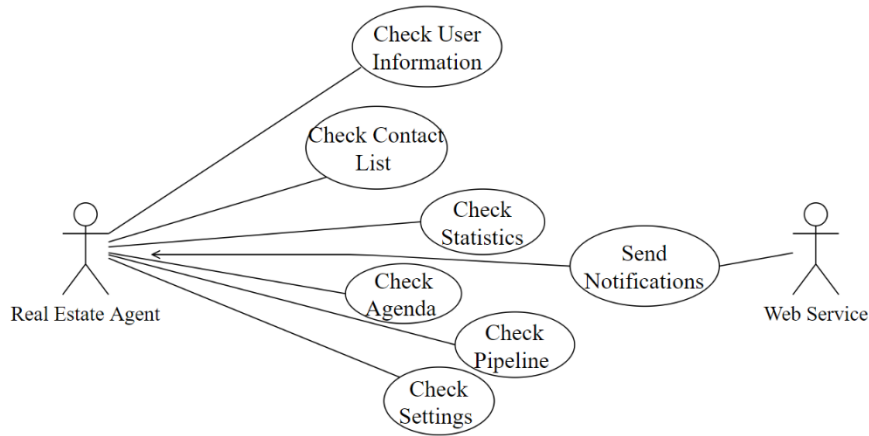 Check User
Information
Check Contact
List
Check
Statistics
Send
Notifications
Check
Agenda
Real Estate Agent
Web Service
Check
Pipeline
Check
Settings